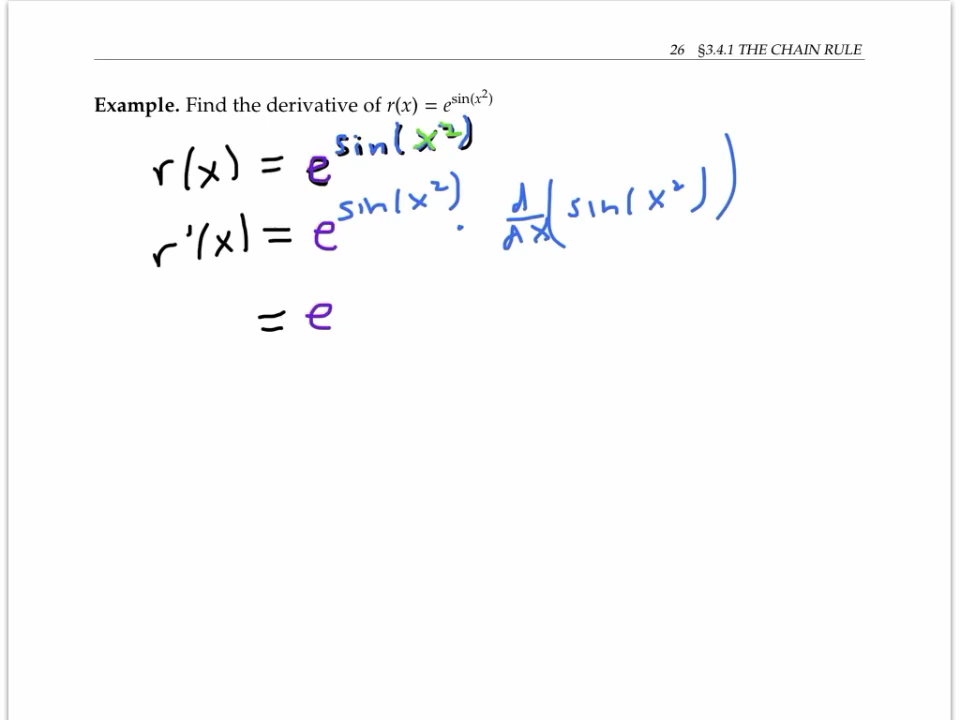 26 §3.4.1 THE CHAIN RULE
Example. Find the derivative of r(x) = e^{sin(x²)}
r(x) = e^{sin(x²)}
r'(x) = e^{sin(x²)} · d/dx(sin(x²))
= e